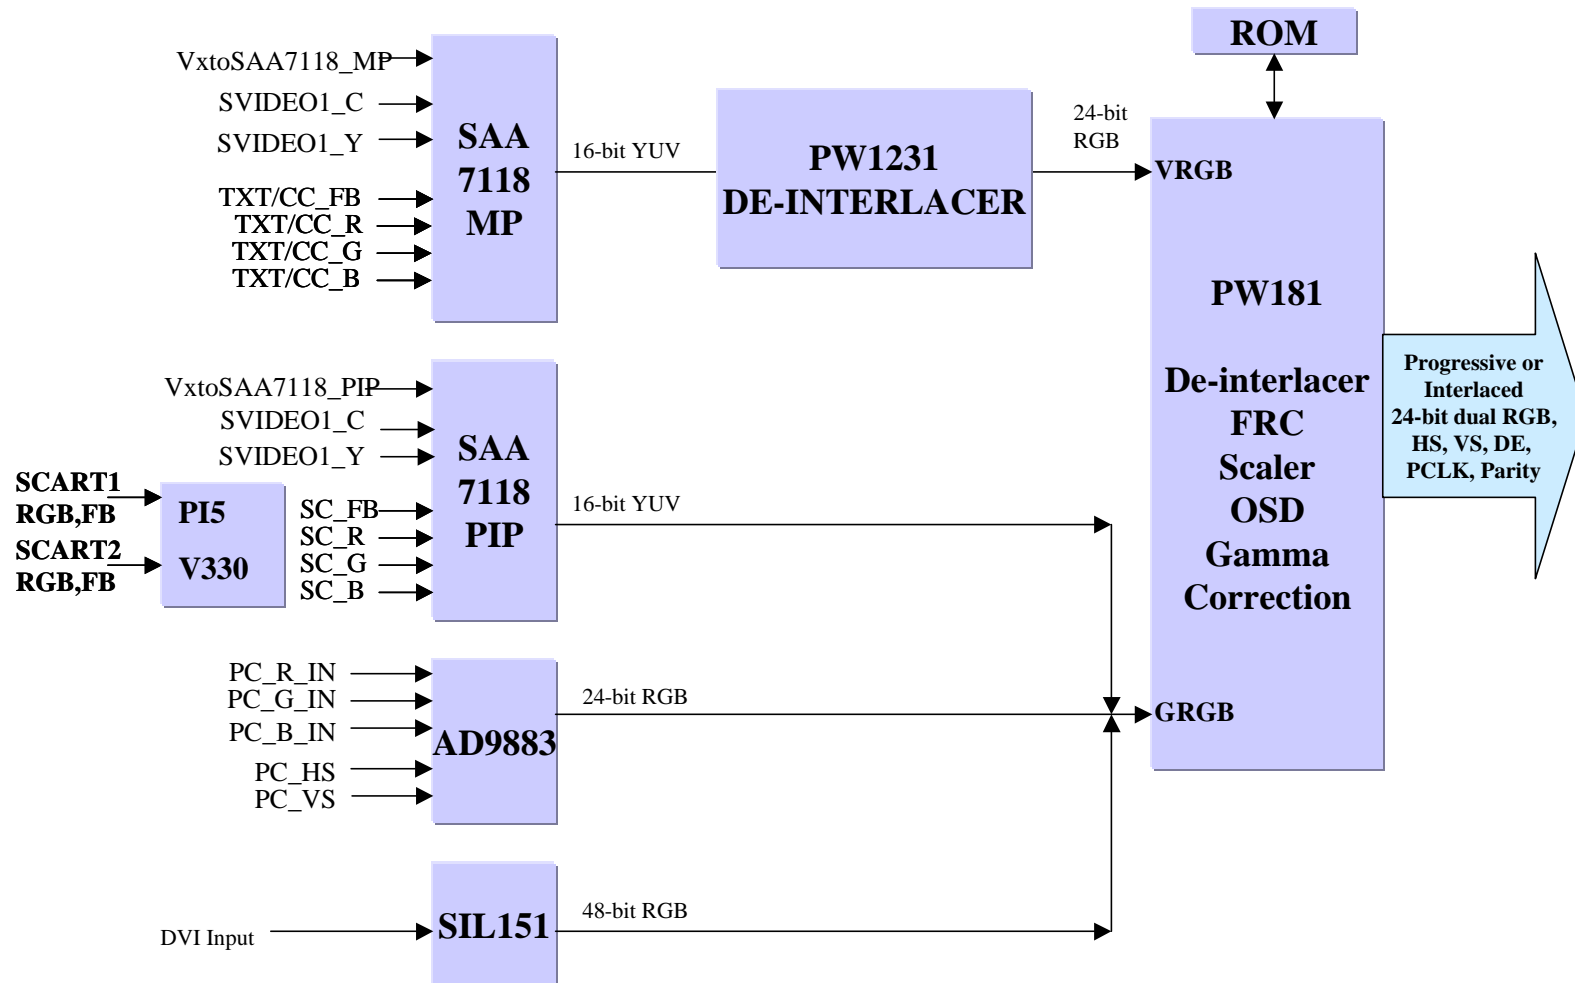 ROM
VxtoSAA7118_MP
SVIDEO1_C
SVIDEO1_Y
TXT/CC_FB
TXT/CC_R
TXT/CC_G
TXT/CC_B
SAA
7118
MP
16-bit YUV
PW1231
DE-INTERLACER
24-bit
RGB
VRGB
PW181
De-interlacer
FRC
Scaler
OSD
Gamma
Correction
GRGB
Progressive or
Interlaced
24-bit dual RGB,
HS, VS, DE,
PCLK, Parity
VxtoSAA7118_PIP
SVIDEO1_C
SVIDEO1_Y
SCART1
RGB,FB
SCART2
RGB,FB
PI5
V330
SC_FB
SC_R
SC_G
SC_B
SAA
7118
PIP
16-bit YUV
PC_R_IN
PC_G_IN
PC_B_IN
PC_HS
PC_VS
AD9883
24-bit RGB
DVI Input
SIL151
48-bit RGB